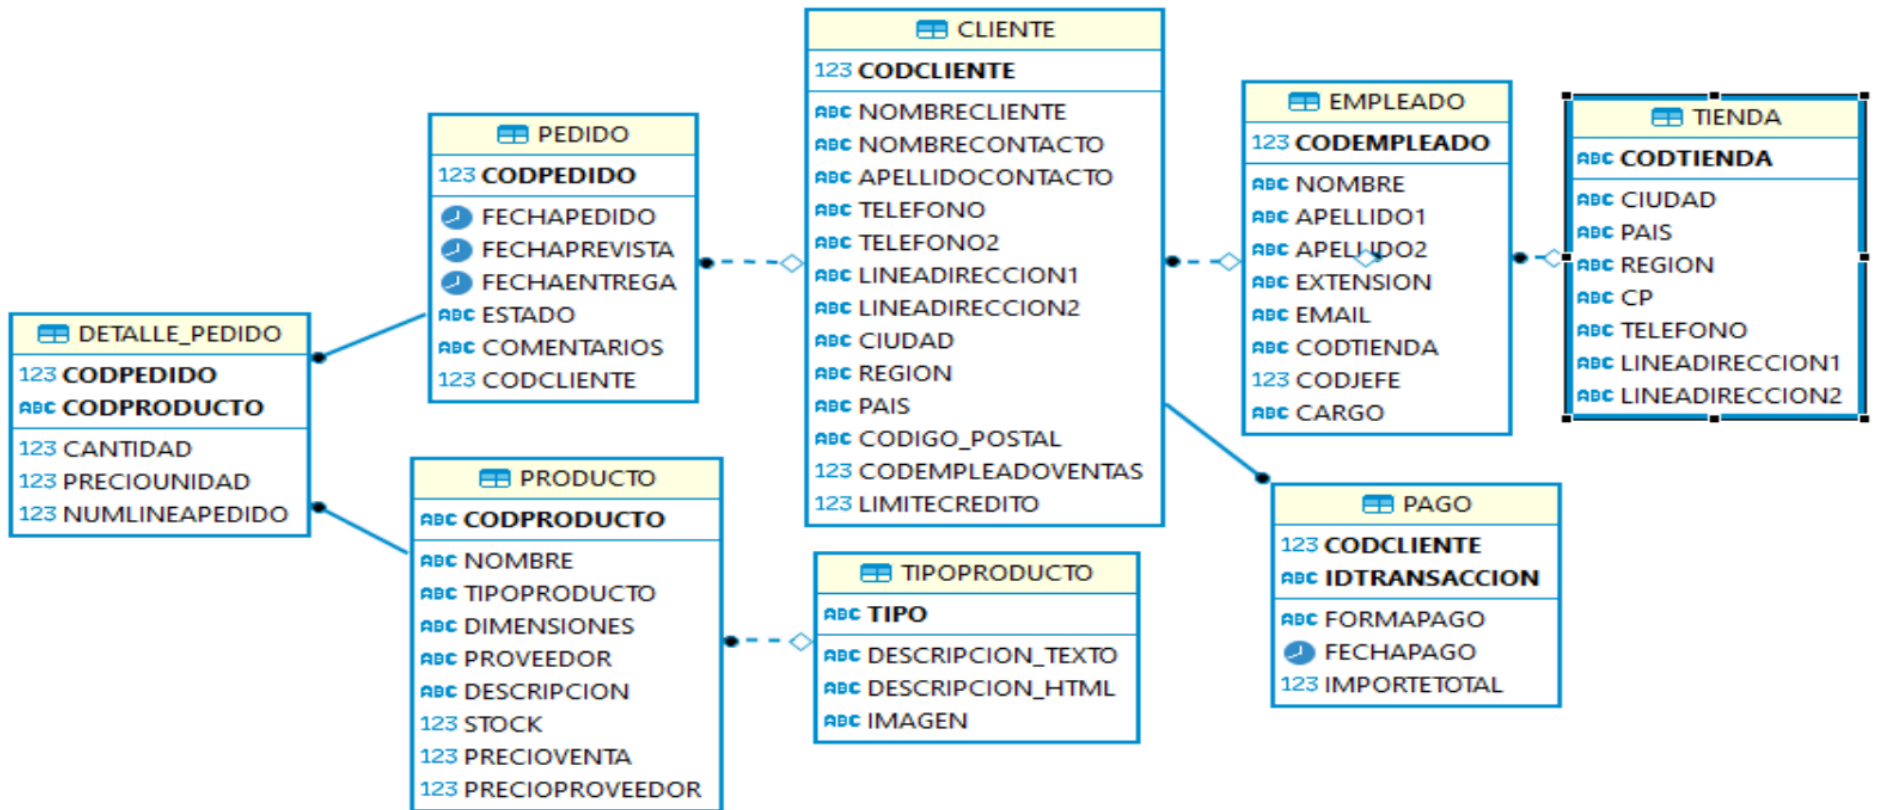 CLIENTE
123 CODCLIENTE
ABC NOMBRECLIENTE
ABC NOMBRECONTACTO
ABC APELLIDOCONTACTO
ABC TELEFONO
ABC TELEFONO2
ABC LINEADIRECCION1
ABC LINEADIRECCION2
ABC CIUDAD
ABC REGION
ABC PAIS
ABC CODIGO_POSTAL
123 CODEMPLEADOVENTAS
123 LIMITECREDITO
EMPLEADO
123 CODEMPLEADO
ABC NOMBRE
ABC APELLIDO1
ABC APELLIDO2
ABC EXTENSION
ABC EMAIL
ABC CODTIENDA
123 CODJEFE
ABC CARGO
TIENDA
ABC CODTIENDA
ABC CIUDAD
ABC PAIS
ABC REGION
ABC CP
ABC TELEFONO
ABC LINEADIRECCION1
ABC LINEADIRECCION2
PEDIDO
123 CODPEDIDO
FECHAPEDIDO
FECHAPREVISTA
FECHAENTREGA
ABC ESTADO
ABC COMENTARIOS
123 CODCLIENTE
DETALLE_PEDIDO
123 CODPEDIDO
ABC CODPRODUCTO
123 CANTIDAD
123 PRECIOUNIDAD
123 NUMLINEAPEDIDO
PRODUCTO
ABC CODPRODUCTO
ABC NOMBRE
ABC TIPOPRODUCTO
ABC DIMENSIONES
ABC PROVEEDOR
ABC DESCRIPCION
123 STOCK
123 PRECIOVENTA
123 PRECIOPROVEEDOR
TIPOPRODUCTO
ABC TIPO
ABC DESCRIPCION_TEXTO
ABC DESCRIPCION_HTML
ABC IMAGEN
PAGO
123 CODCLIENTE
ABC IDTRANSACCION
ABC FORMAPAGO
FECHAPAGO
123 IMPORTETOTAL